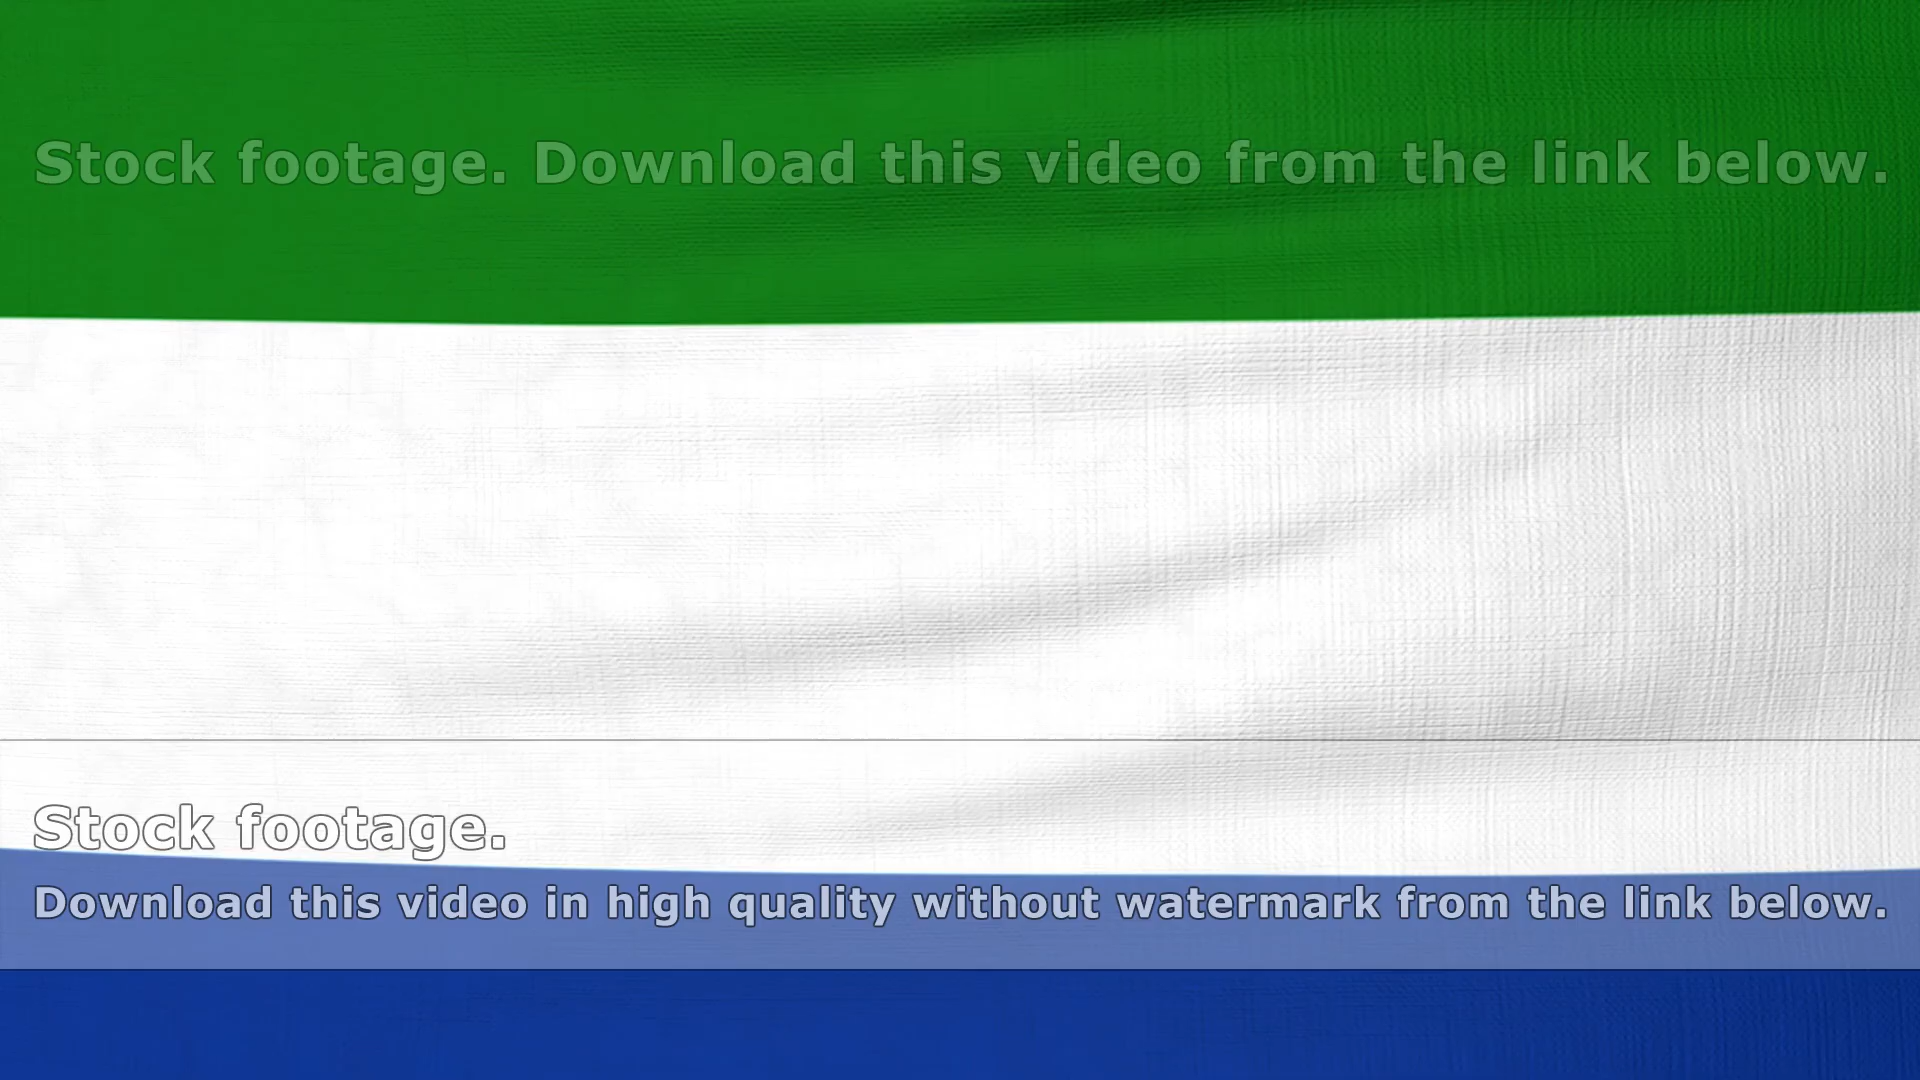 Stock footage. Download this video from the link below.
Stock footage.
Download this video in high quality without watermark from the link below.